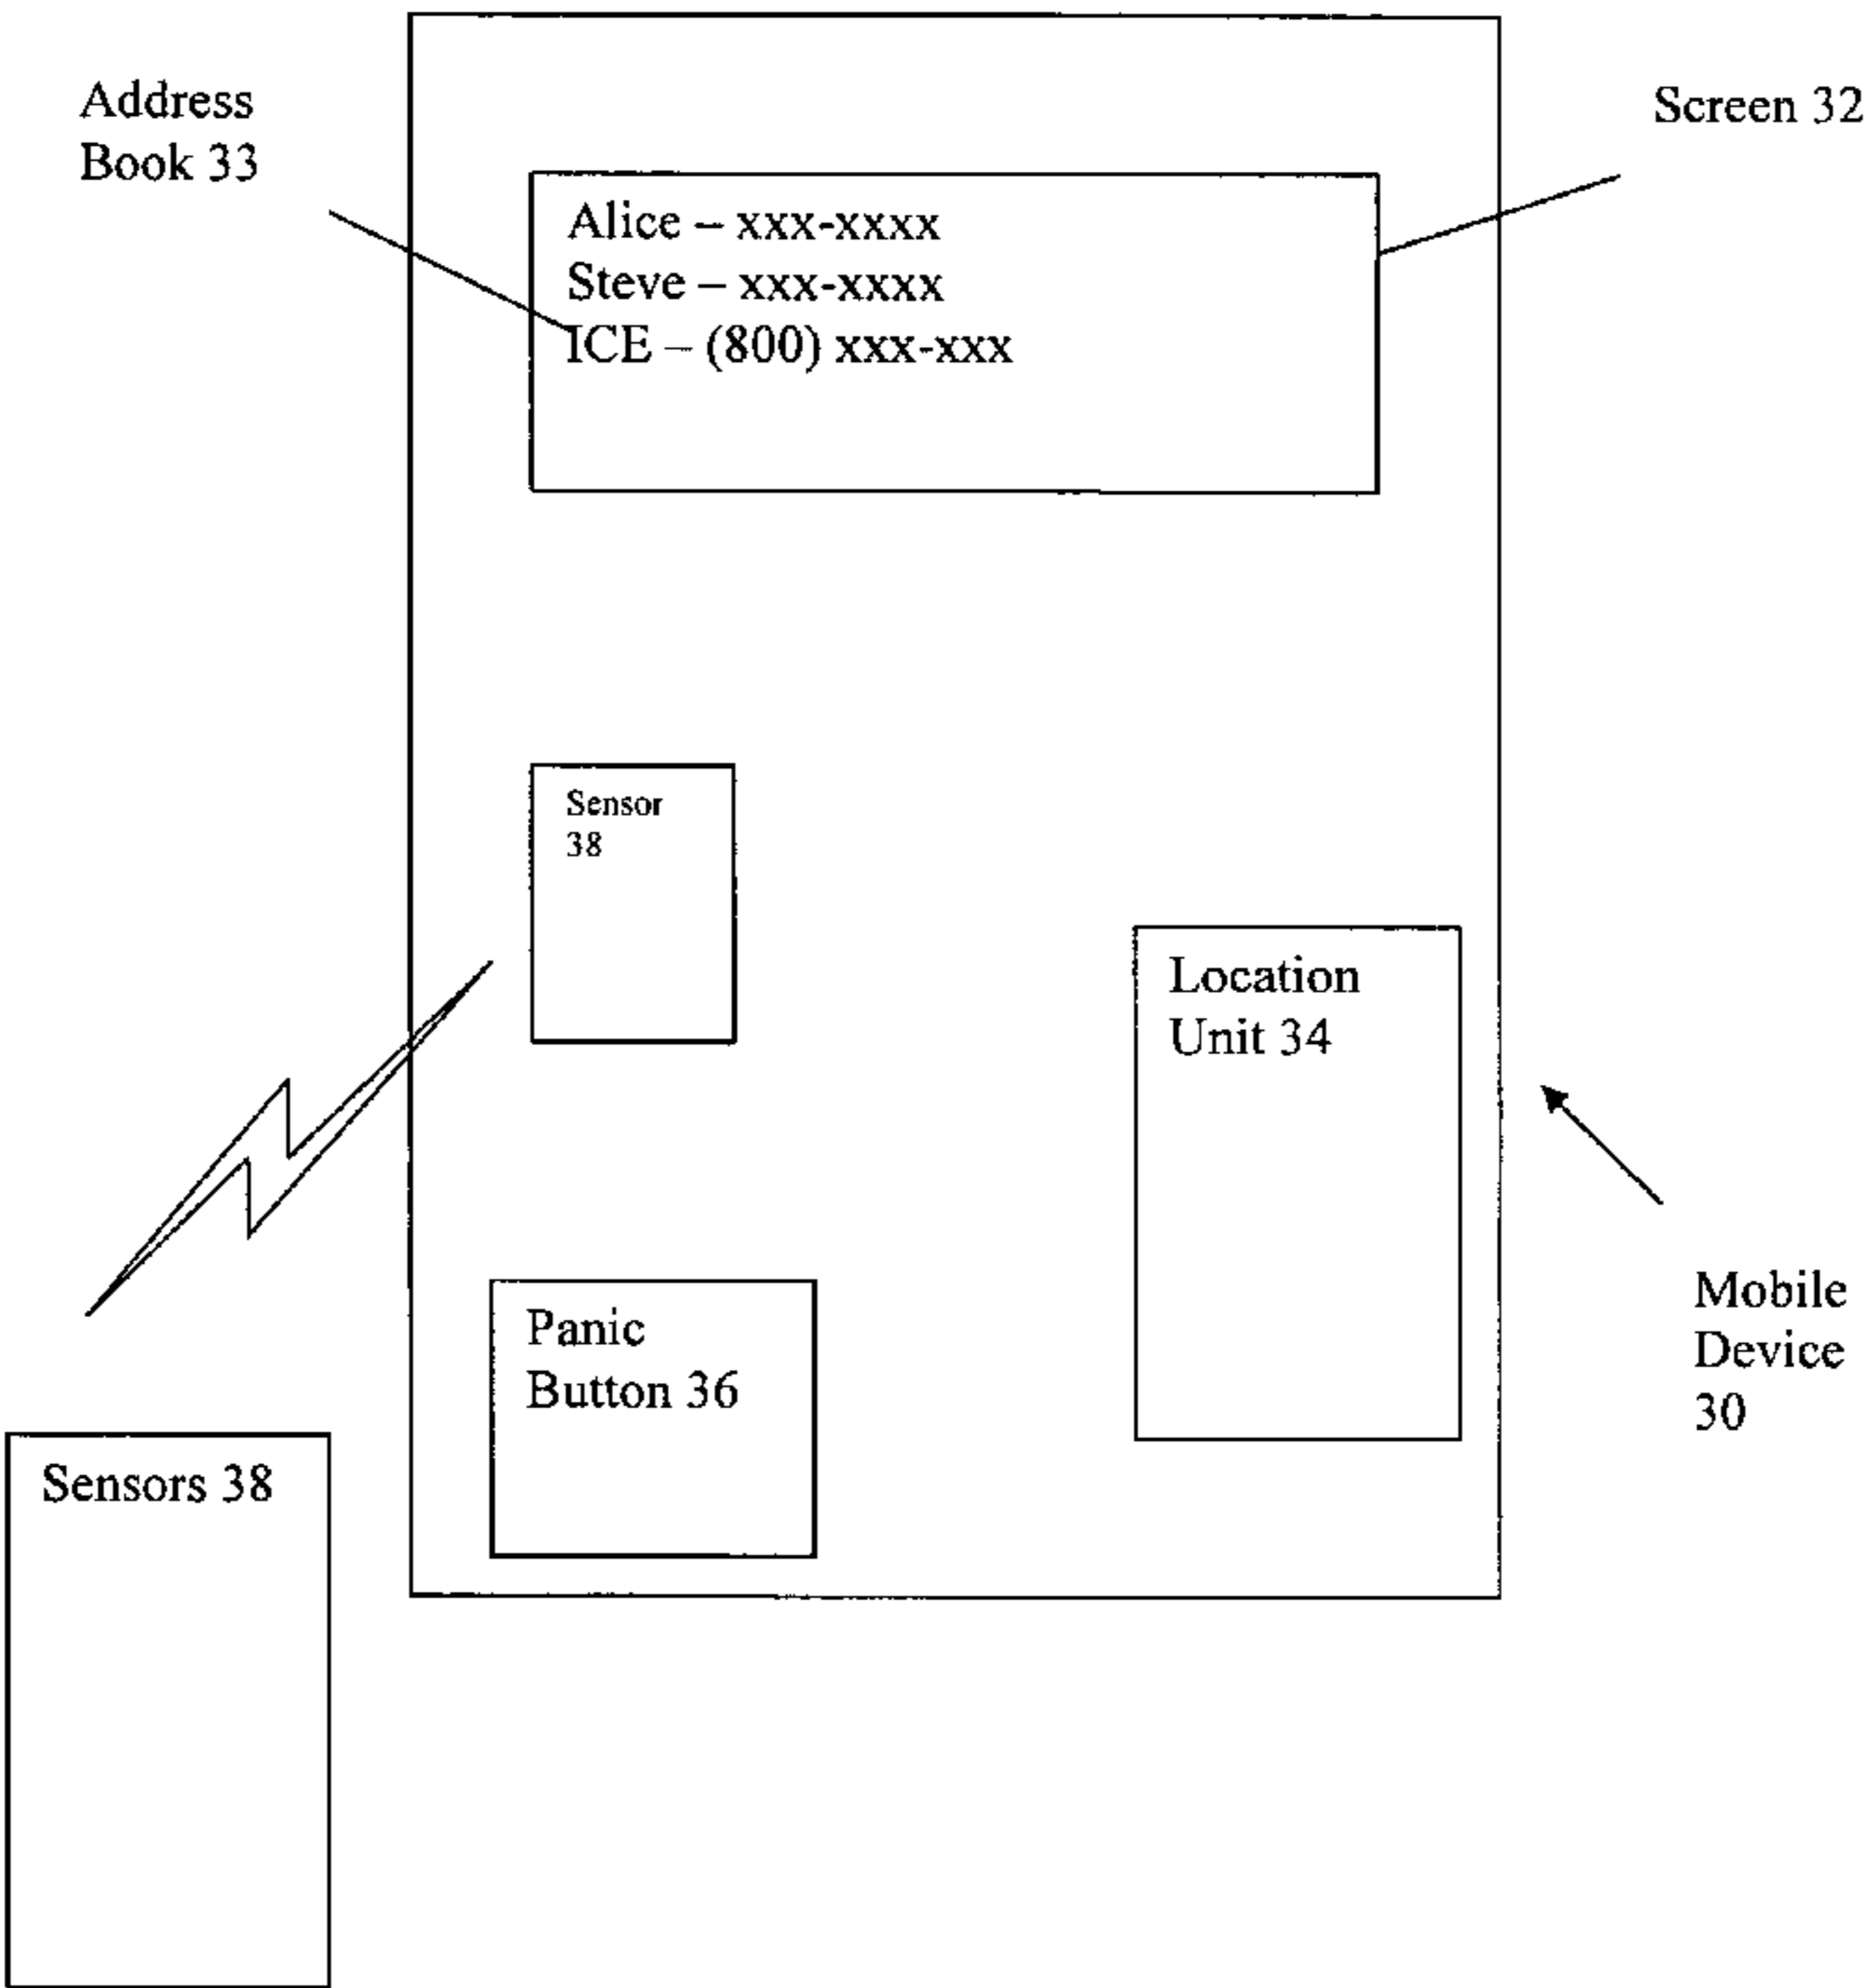 Address
Book 33
Screen 32
Alice – xxx-xxxx
Steve – xxx-xxxx
ICE – (800) xxx-xxx
Sensor
38
Location
Unit 34
Mobile
Device
30
Panic
Button 36
Sensors 38